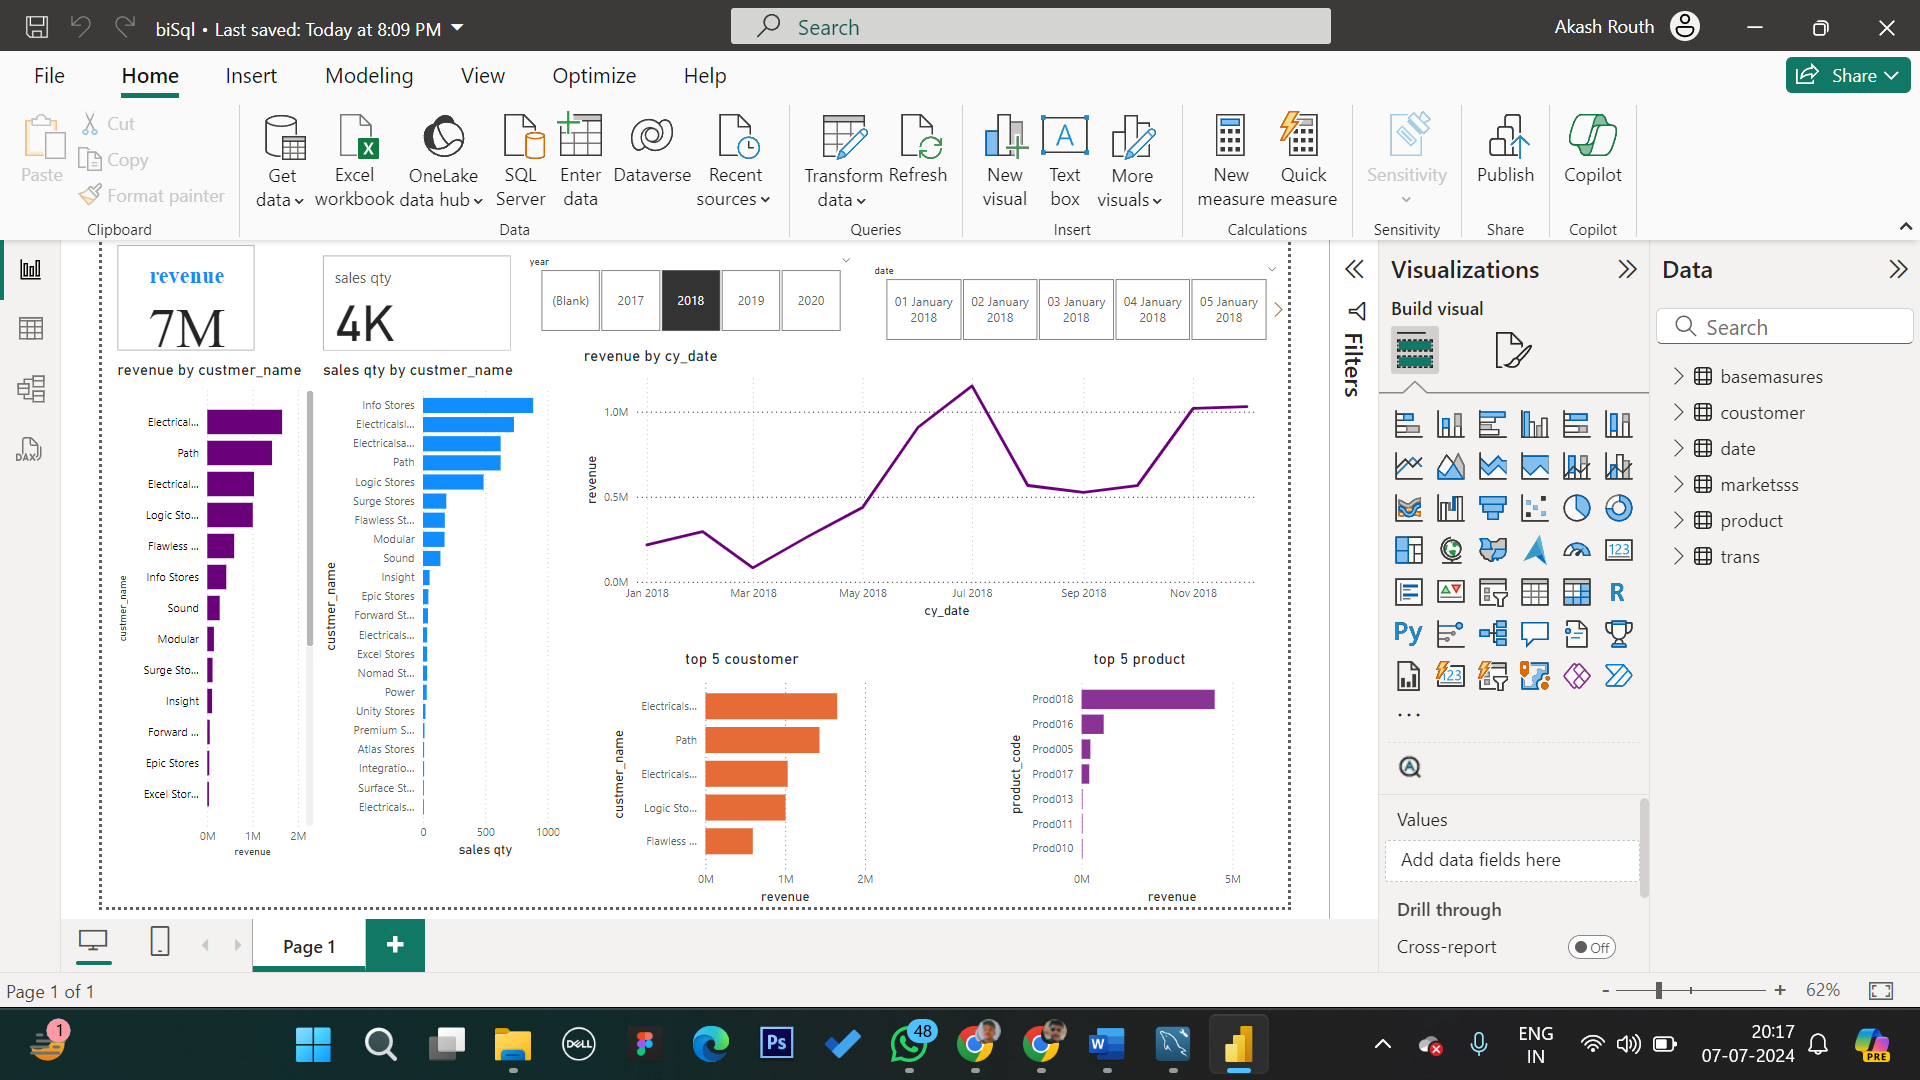 biSql • Last saved: Today at 8:09 PM
Search
Akash Routh
File
Home
Insert
Modeling
View
Optimize
Help
Share
Paste
Cut
Copy
Format painter
Clipboard
Get data
Excel workbook
OneLake data hub
SQL Server
Enter data
Dataverse
Recent sources
Data
Transform data
Refresh
Queries
New visual
Text box
More visuals
Insert
New measure
Quick measure
Calculations
Sensitivity
Sensitivity
Publish
Share
Copilot
Copilot
DAX
revenue
7M
sales qty
4K
year
(Blank)
2017
2018
2019
2020
date
01 January 2018
02 January 2018
03 January 2018
04 January 2018
05 January 2018
revenue by custmer_name
custmer_name
Electrical...
Path
Electrical...
Logic Sto...
Flawless ...
Info Stores
Sound
Modular
Surge Sto...
Insight
Forward ...
Epic Stores
Excel Stor...
0M
1M
2M
revenue
sales qty by custmer_name
custmer_name
Info Stores
Electricalsl...
Electricalsa...
Path
Logic Stores
Surge Stores
Flawless St...
Modular
Sound
Insight
Epic Stores
Forward St...
Electricals...
Excel Stores
Nomad St...
Power
Unity Stores
Premium S...
Atlas Stores
Integratio...
Surface St...
Electricals...
0
500
1000
sales qty
revenue by cy_date
revenue
1.0M
0.5M
0.0M
Jan 2018
Mar 2018
May 2018
Jul 2018
Sep 2018
Nov 2018
cy_date
top 5 coustomer
custmer_name
Electricals...
Path
Electricals...
Logic Sto...
Flawless ...
0M
1M
2M
revenue
top 5 product
product_code
Prod018
Prod016
Prod005
Prod017
Prod013
Prod011
Prod010
0M
5M
revenue
Filters
Visualizations
Build visual
123
R
Py
123
...
Values
Add data fields here
Drill through
Cross-report
Off
Data
Search
basemasures
coustomer
date
marketsss
product
trans
Page 1
+
Page 1 of 1
-
+
62%
1
DELL
Ps
48
W
ENG
IN
20:17
07-07-2024
PRE